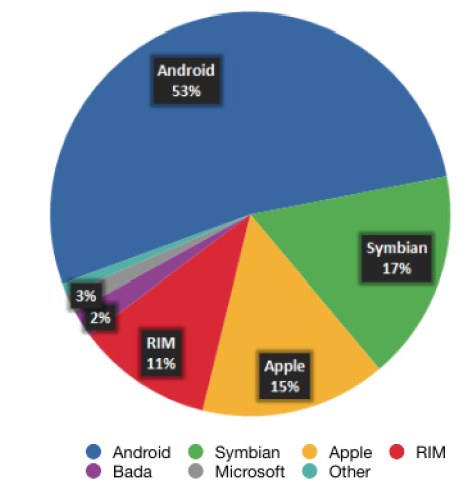 Android
53%
Symbian
17%
3%
2%
RIM
11%
Apple
15%
Android Symbian Apple RIM
Bada Microsoft Other